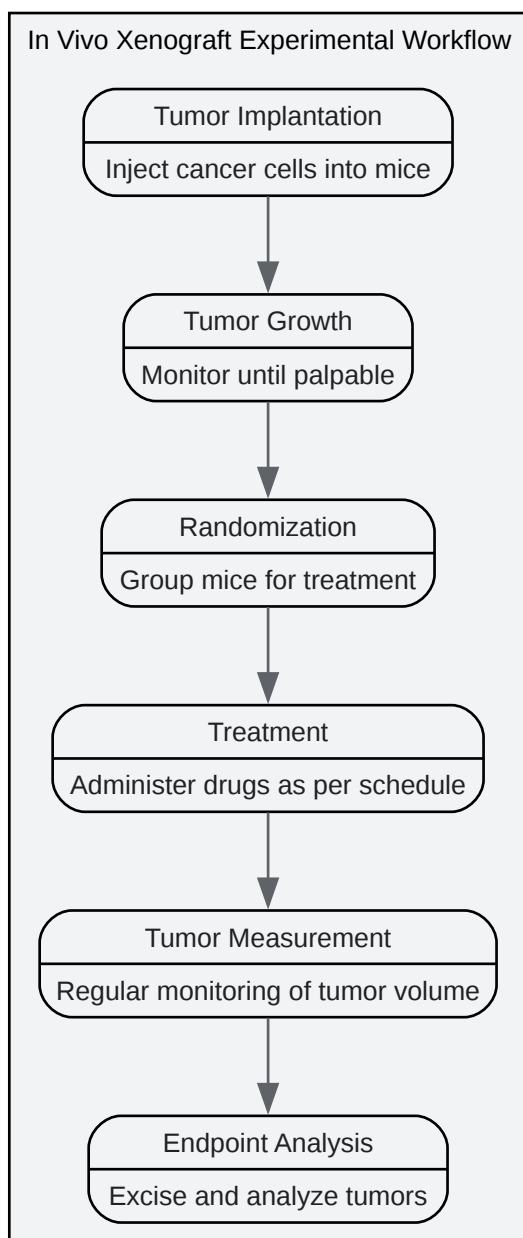 In Vivo Xenograft Experimental Workflow
Tumor Implantation
Inject cancer cells into mice
Tumor Growth
Monitor until palpable
Randomization
Group mice for treatment
Treatment
Administer drugs as per schedule
Tumor Measurement
Regular monitoring of tumor volume
Endpoint Analysis
Excise and analyze tumors